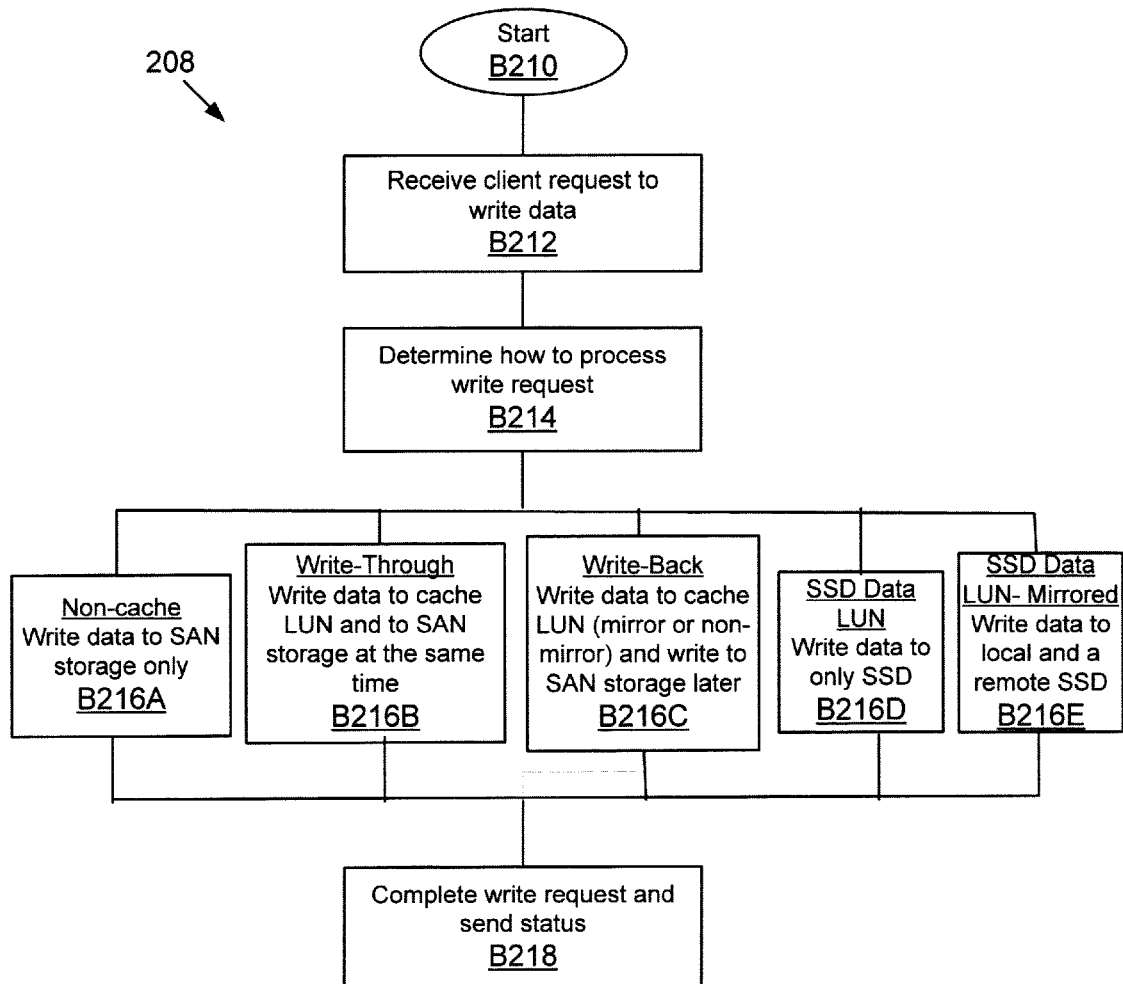 Start
B210
208
Receive client request to
write data
B212
Determine how to process
write request
B214
Non-cache
Write data to SAN
storage only
B216A
Write-Through
Write data to cache
LUN and to SAN
storage at the same
time
B216B
Write-Back
Write data to cache
LUN (mirror or non-
mirror) and write to
SAN storage later
B216C
SSD Data
LUN
Write data to
only SSD
B216D
SSD Data
LUN- Mirrored
Write data to
local and a
remote SSD
B216E
Complete write request and
send status
B218